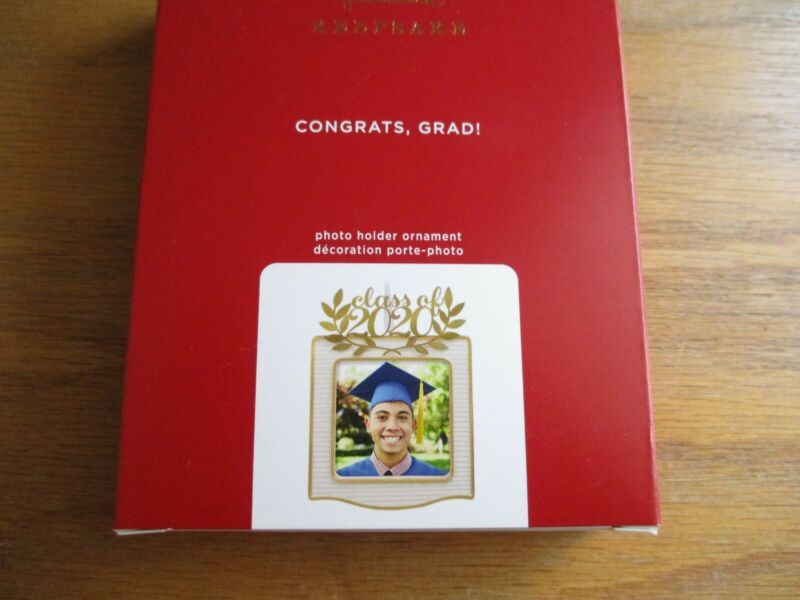 KEEPSAKE
CONGRATS, GRAD!
photo holder ornament
décoration porte-photo
class of
2020